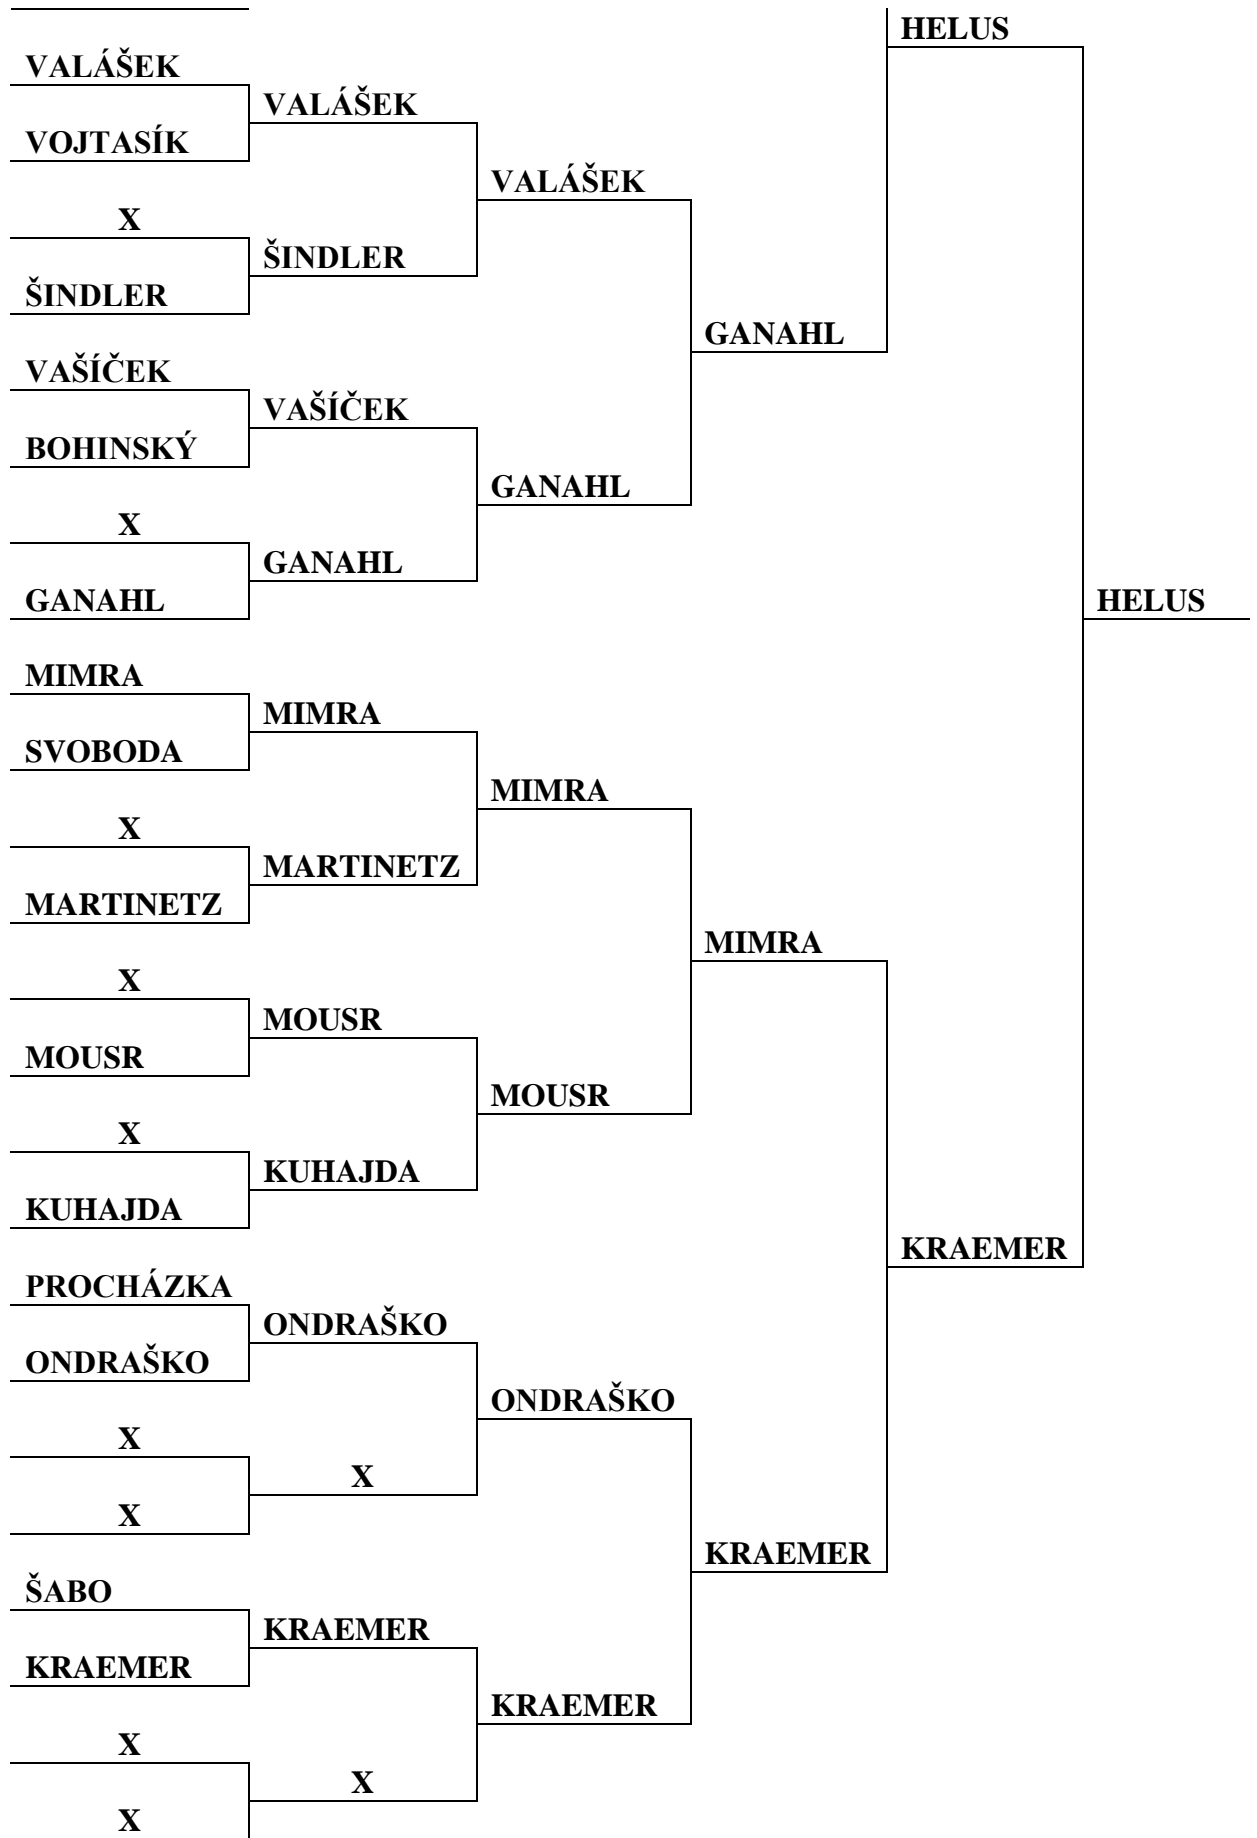 HELUS
VALÁŠEK
VALÁŠEK
VOJTASÍK
VALÁŠEK
X
ŠINDLER
ŠINDLER
GANAHL
VAŠÍČEK
VAŠÍČEK
BOHINSKÝ
GANAHL
X
GANAHL
GANAHL
HELUS
MIMRA
MIMRA
SVOBODA
MIMRA
X
MARTINETZ
MARTINETZ
MIMRA
X
MOUSR
MOUSR
MOUSR
X
KUHAJDA
KUHAJDA
KRAEMER
PROCHÁZKA
ONDRAŠKO
ONDRAŠKO
ONDRAŠKO
X
X
X
KRAEMER
ŠABO
KRAEMER
KRAEMER
KRAEMER
X
X
X